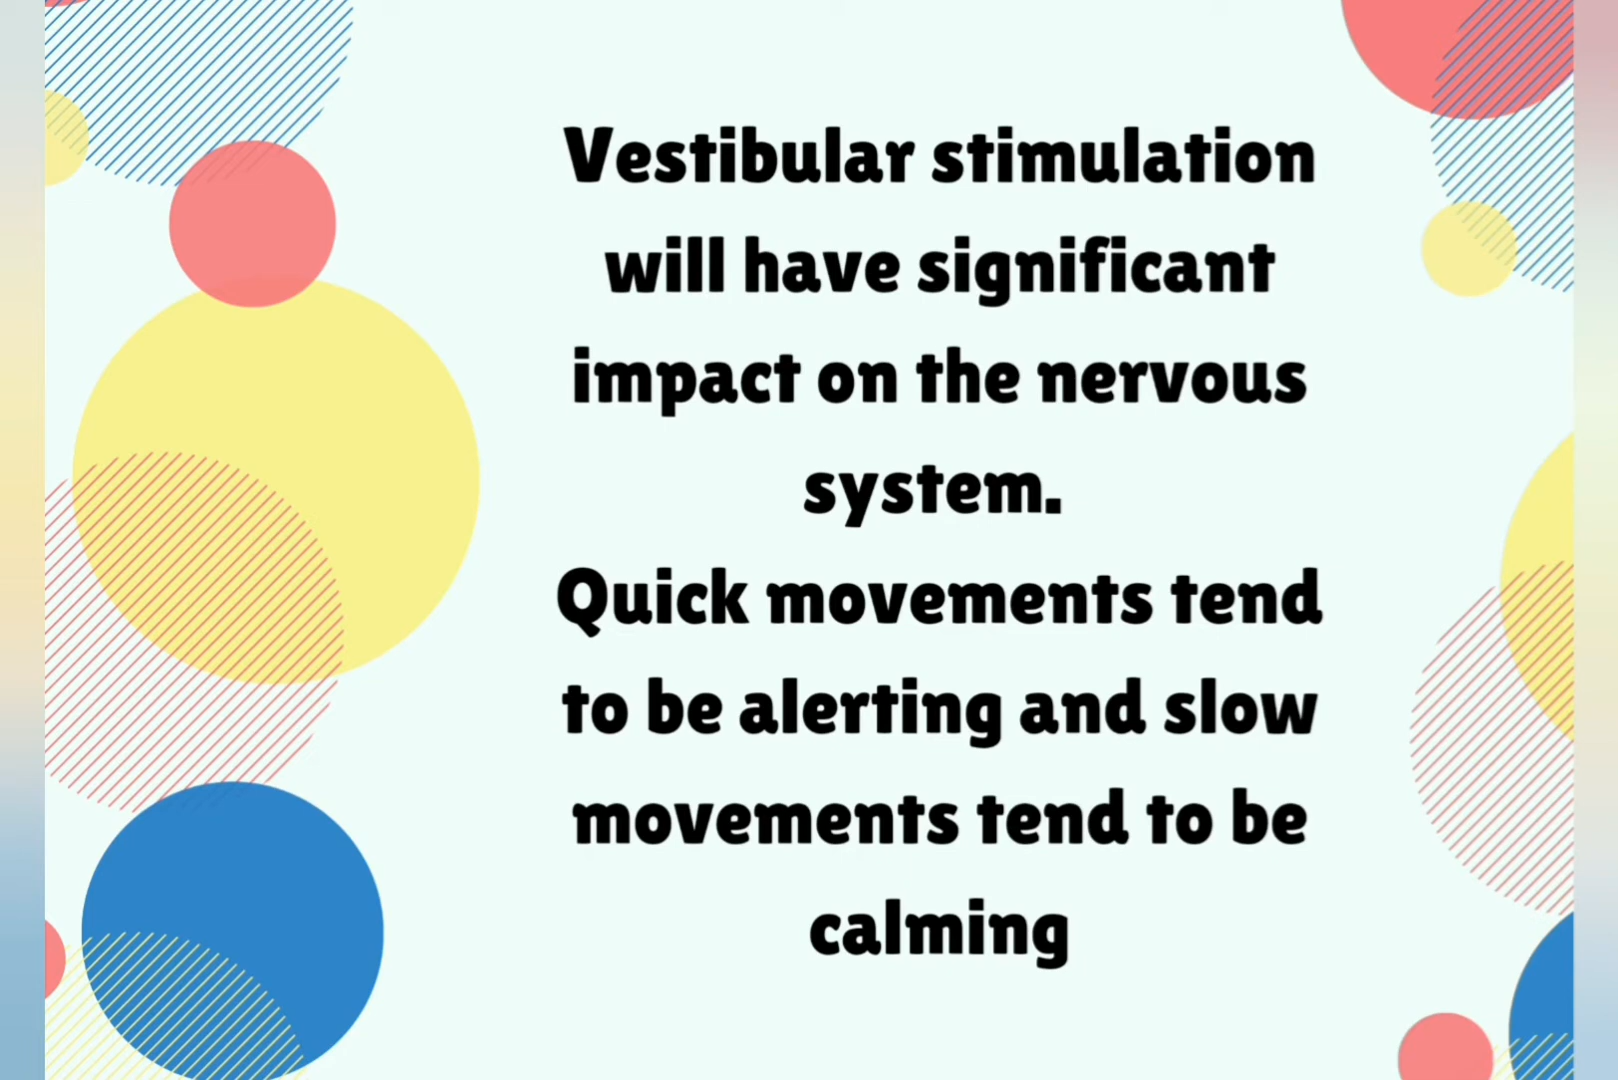 Vestibular stimulation
will have significant
impact on the nervous
system.
Quick movements tend
to be alerting and slow
movements tend to be
calming